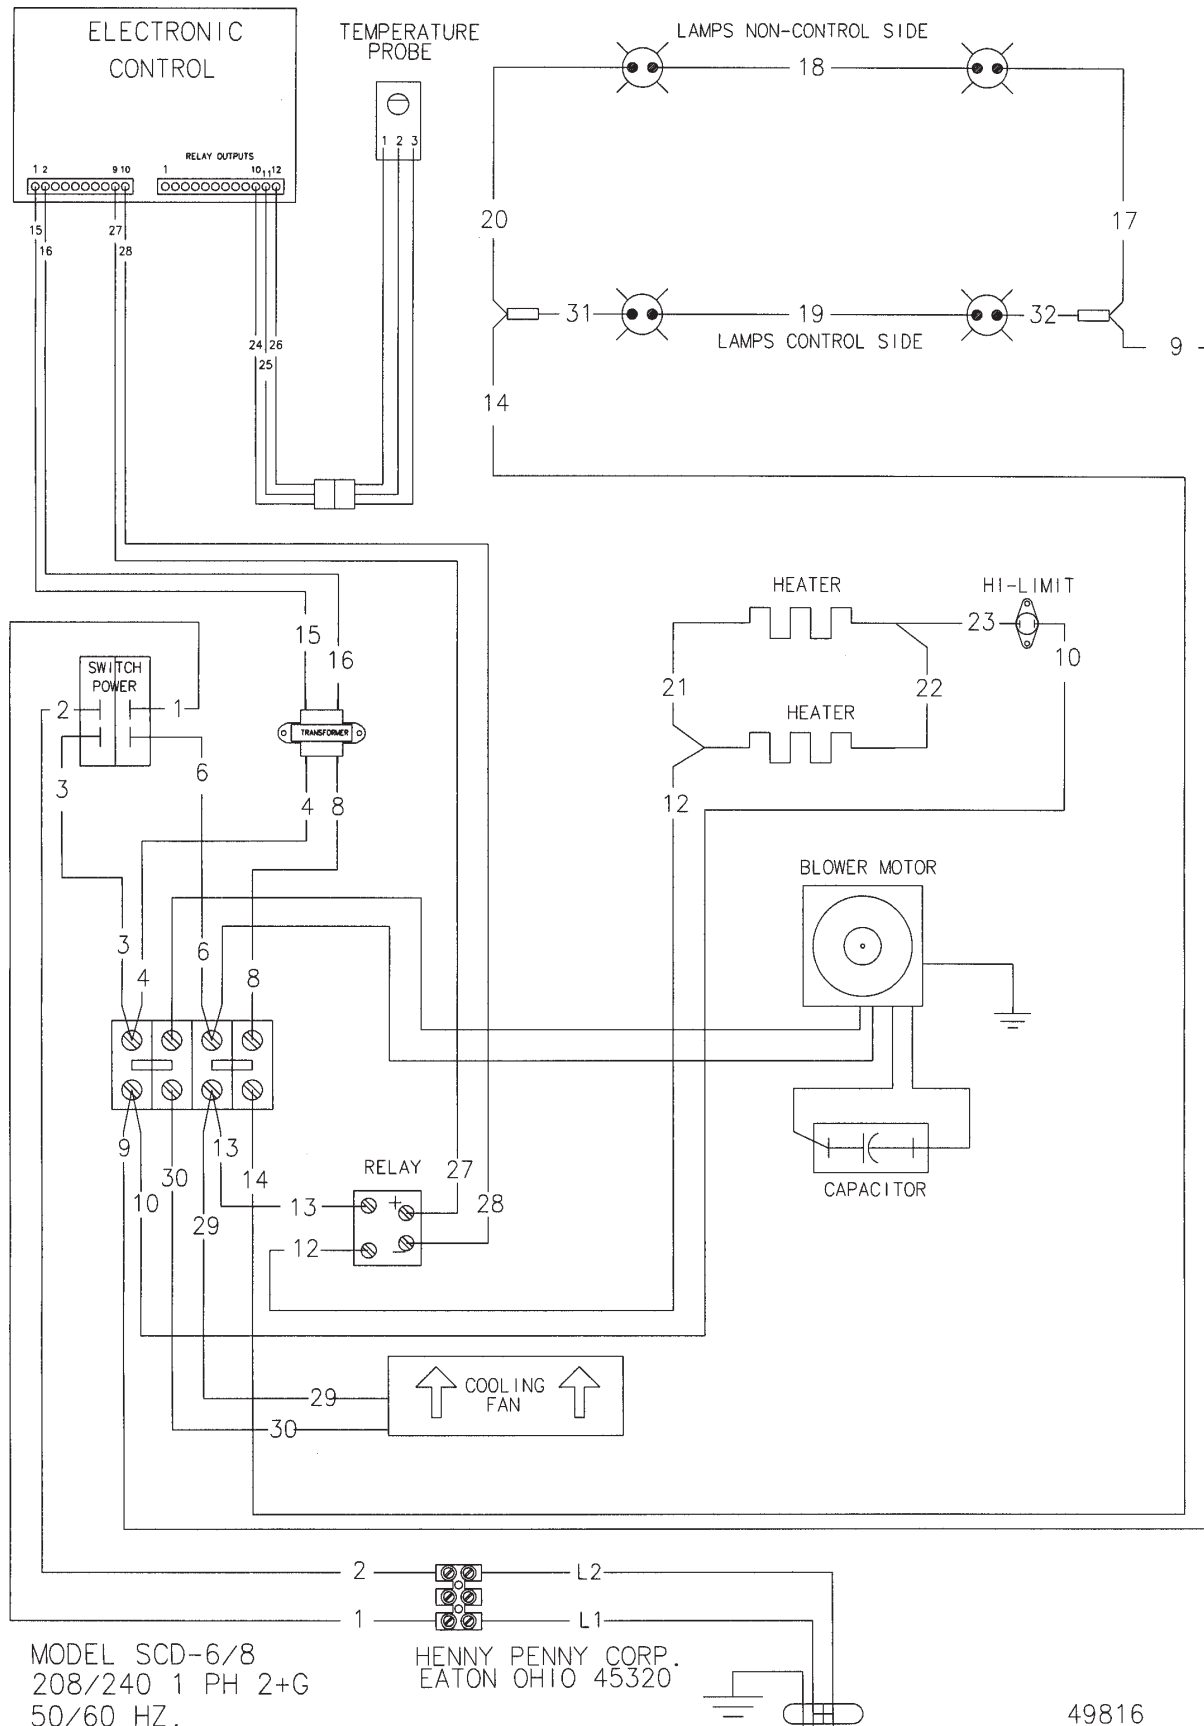 ELECTRONIC
CONTROL
RELAY OUTPUTS
1 2 9 10 1 10 11 12
15 27
16 28
24 26
25
TEMPERATURE
PROBE
1 2 3
LAMPS NON-CONTROL SIDE
18
20 17
31 19 32
LAMPS CONTROL SIDE
9
14
HEATER HI-LIMIT
23
10
21 22
HEATER
12
15
16
SWITCH
POWER
2 1
TRANSFORMER
3 6
4 8
BLOWER MOTOR
3 6
4 8
9 13
30 14
10
29
RELAY
27
28
13 +
12 -
CAPACITOR
COOLING
FAN
29
30
2 L2
1 L1
MODEL SCD-6/8
208/240 1 PH 2+G
50/60 HZ.
HENNY PENNY CORP.
EATON OHIO 45320
49816